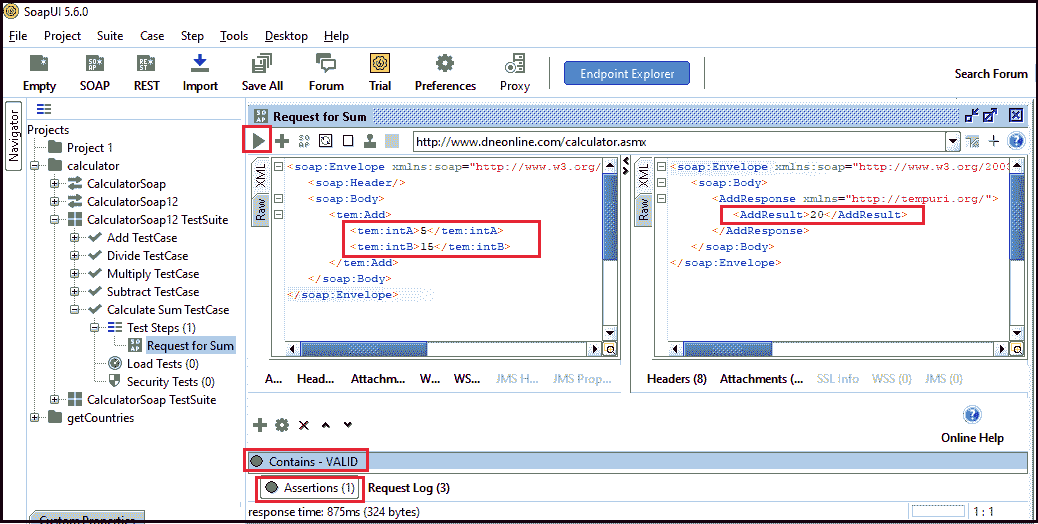 SoapUI 5.6.0
File Project Suite Case Step Tools Desktop Help
Empty SOAP REST Import Save All Forum Trial Preferences Proxy Endpoint Explorer Search Forum
Navigator
Projects
Project 1
calculator
CalculatorSoap
CalculatorSoap12
CalculatorSoap12 TestSuite
Add TestCase
Divide TestCase
Multiply TestCase
Subtract TestCase
Calculate Sum TestCase
Test Steps (1)
Request for Sum
Load Tests (0)
Security Tests (0)
CalculatorSoap TestSuite
getCountries
Custom Properties
Request for Sum
http://www.dneonline.com/calculator.asmx
XML
Raw
<soap:Envelope xmlns:soap="http://www.w3.org/
<soap:Header/>
<soap:Body>
<tem:Add>
<tem:intA>5</tem:intA>
<tem:intB>15</tem:intB>
</tem:Add>
</soap:Body>
</soap:Envelope>
A... Head... Attachm... W... WS... JMS H... JMS Prop...
XML
Raw
<soap:Envelope xmlns:soap="http://www.w3.org/2003
<soap:Body>
<AddResponse xmlns="http://tempuri.org/">
<AddResult>20</AddResult>
</AddResponse>
</soap:Body>
</soap:Envelope>
Headers (8) Attachments (... SSL Info WSS (0) JMS (0)
Online Help
Contains - VALID
Assertions (1) Request Log (3)
response time: 875ms (324 bytes)
1 : 1